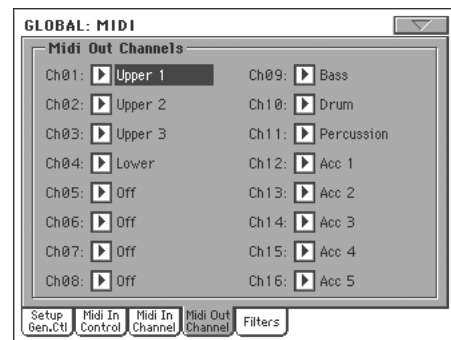 GLOBAL: MIDI
Midi Out Channels
Ch01: Upper 1
Ch02: Upper 2
Ch03: Upper 3
Ch04: Lower
Ch05: Off
Ch06: Off
Ch07: Off
Ch08: Off
Ch09: Bass
Ch10: Drum
Ch11: Percussion
Ch12: Acc 1
Ch13: Acc 2
Ch14: Acc 3
Ch15: Acc 4
Ch16: Acc 5
Setup
Gen.Ctl
Midi In
Control
Midi In
Channel
Midi Out
Channel
Filters